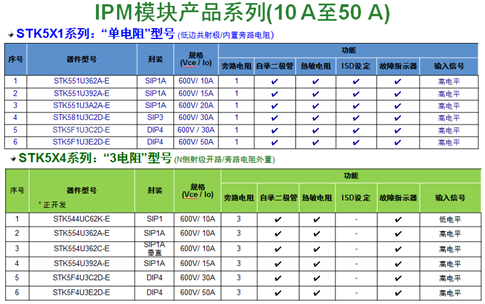 IPM模块产品系列(10 A至50 A)
STK5X1系列：“单电阻”型号 (低边共射极/内置旁路电阻)
序号 器件型号 封装 规格 (Vce / Io) 功能
旁路电阻 自举二极管 热敏电阻 ISD设定 故障指示器 输入信号
1 STK551U362A-E SIP1A 600V/ 10A 1 ✔ ✔ ✔ ✔ 高电平
2 STK551U392A-E SIP1A 600V/ 15A 1 ✔ ✔ ✔ ✔ 高电平
3 STK551U3A2A-E SIP1A 600V/ 20A 1 ✔ ✔ ✔ ✔ 高电平
4 STK581U3C2D-E SIP3 600V/ 30A 1 ✔ ✔ ✔ ✔ 高电平
5 STK5F1U3C2D-E DIP4 600V / 30A 1 ✔ ✔ ✔ ✔ 高电平
6 STK5F1U3E2D-E DIP4 600V/ 50A 1 ✔ ✔ ✔ ✔ 高电平
STK5X4系列：“3电阻”型号 (N侧射级开路/旁路电阻外置)
序号 器件型号 封装 规格 (Vce / Io) 功能
*正开发 旁路电阻 自举二极管 热敏电阻 ISD设定 故障指示器 输入信号
1 STK544UC62K-E SIP1 600V/ 10A 3 ✔ ✔ - ✔ 低电平
2 STK554U362A-E SIP1A 600V/ 10A 3 ✔ ✔ - ✔ 高电平
3 STK554U362C-E SIP1A 垂直 600V/ 10A 3 ✔ ✔ - ✔ 高电平
4 STK554U392A-E SIP1A 600V/ 15A 3 ✔ ✔ - ✔ 高电平
5 STK5F4U3C2D-E DIP4 600V/ 30A 3 ✔ ✔ - ✔ 高电平
6 STK5F4U3E2D-E DIP4 600V/ 50A 3 ✔ ✔ - ✔ 高电平